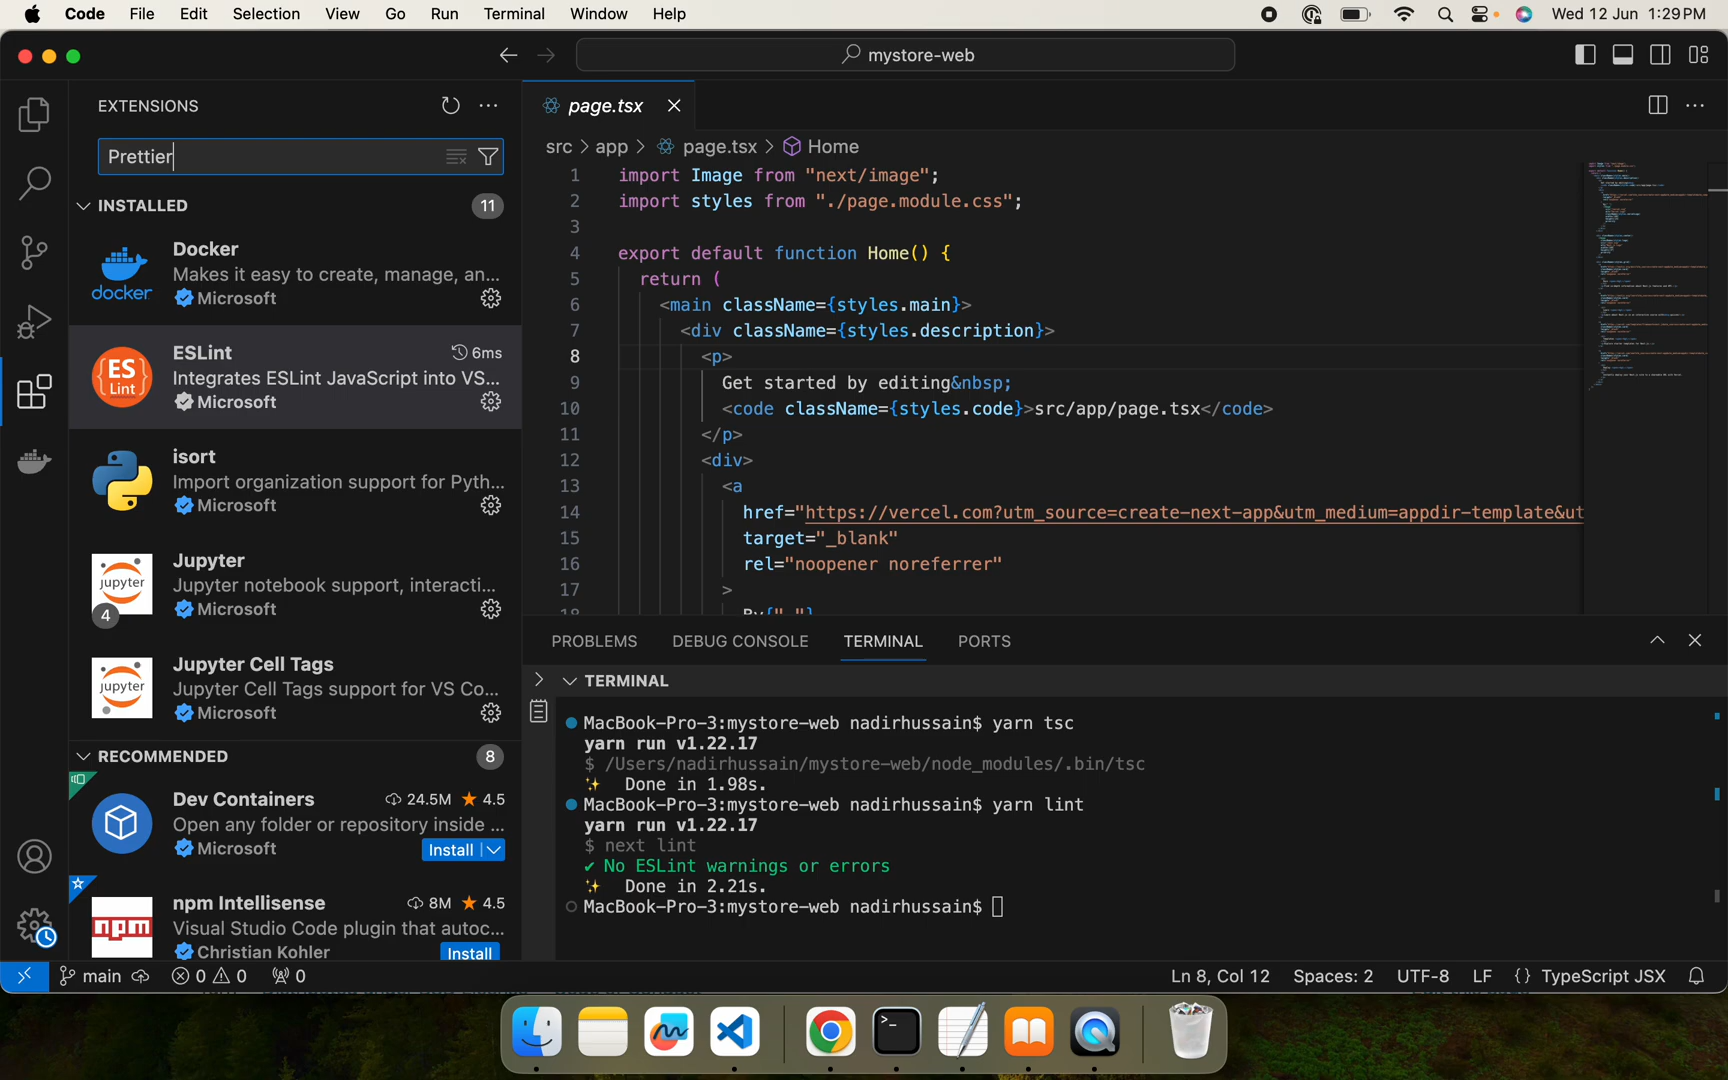 Code File Edit Selection View Go Run Terminal Window Help Wed 12 Jun 1:29 PM
mystore-web
EXTENSIONS
Prettier
INSTALLED 11
Docker
Makes it easy to create, manage, an...
docker
Microsoft
ESLint 6ms
Integrates ESLint JavaScript into VS...
ES
Lint
Microsoft
isort
Import organization support for Pyth...
Microsoft
Jupyter
Jupyter notebook support, interacti...
jupyter
Microsoft
4
Jupyter Cell Tags
Jupyter Cell Tags support for VS Co...
jupyter
Microsoft
RECOMMENDED 8
Dev Containers 24.5M ★ 4.5
Open any folder or repository inside ...
Microsoft Install
npm Intellisense 8M ★ 4.5
Visual Studio Code plugin that autoc...
npm
Christian Kohler Install
page.tsx
src > app > page.tsx > Home
1 import Image from "next/image";
2 import styles from "./page.module.css";
3
4 export default function Home() {
5 return (
6 <main className={styles.main}>
7 <div className={styles.description}>
8 <p>
9 Get started by editing&nbsp;
10 <code className={styles.code}>src/app/page.tsx</code>
11 </p>
12 <div>
13 <a
14 href="https://vercel.com?utm_source=create-next-app&utm_medium=appdir-template&ut
15 target="_blank"
16 rel="noopener noreferrer"
17 >
18 By{" "}
PROBLEMS DEBUG CONSOLE TERMINAL PORTS
TERMINAL
MacBook-Pro-3:mystore-web nadirhussain$ yarn tsc
yarn run v1.22.17
$ /Users/nadirhussain/mystore-web/node_modules/.bin/tsc
✨ Done in 1.98s.
MacBook-Pro-3:mystore-web nadirhussain$ yarn lint
yarn run v1.22.17
$ next lint
✔ No ESLint warnings or errors
✨ Done in 2.21s.
MacBook-Pro-3:mystore-web nadirhussain$
main 0 0 0 Ln 8, Col 12 Spaces: 2 UTF-8 LF {} TypeScript JSX